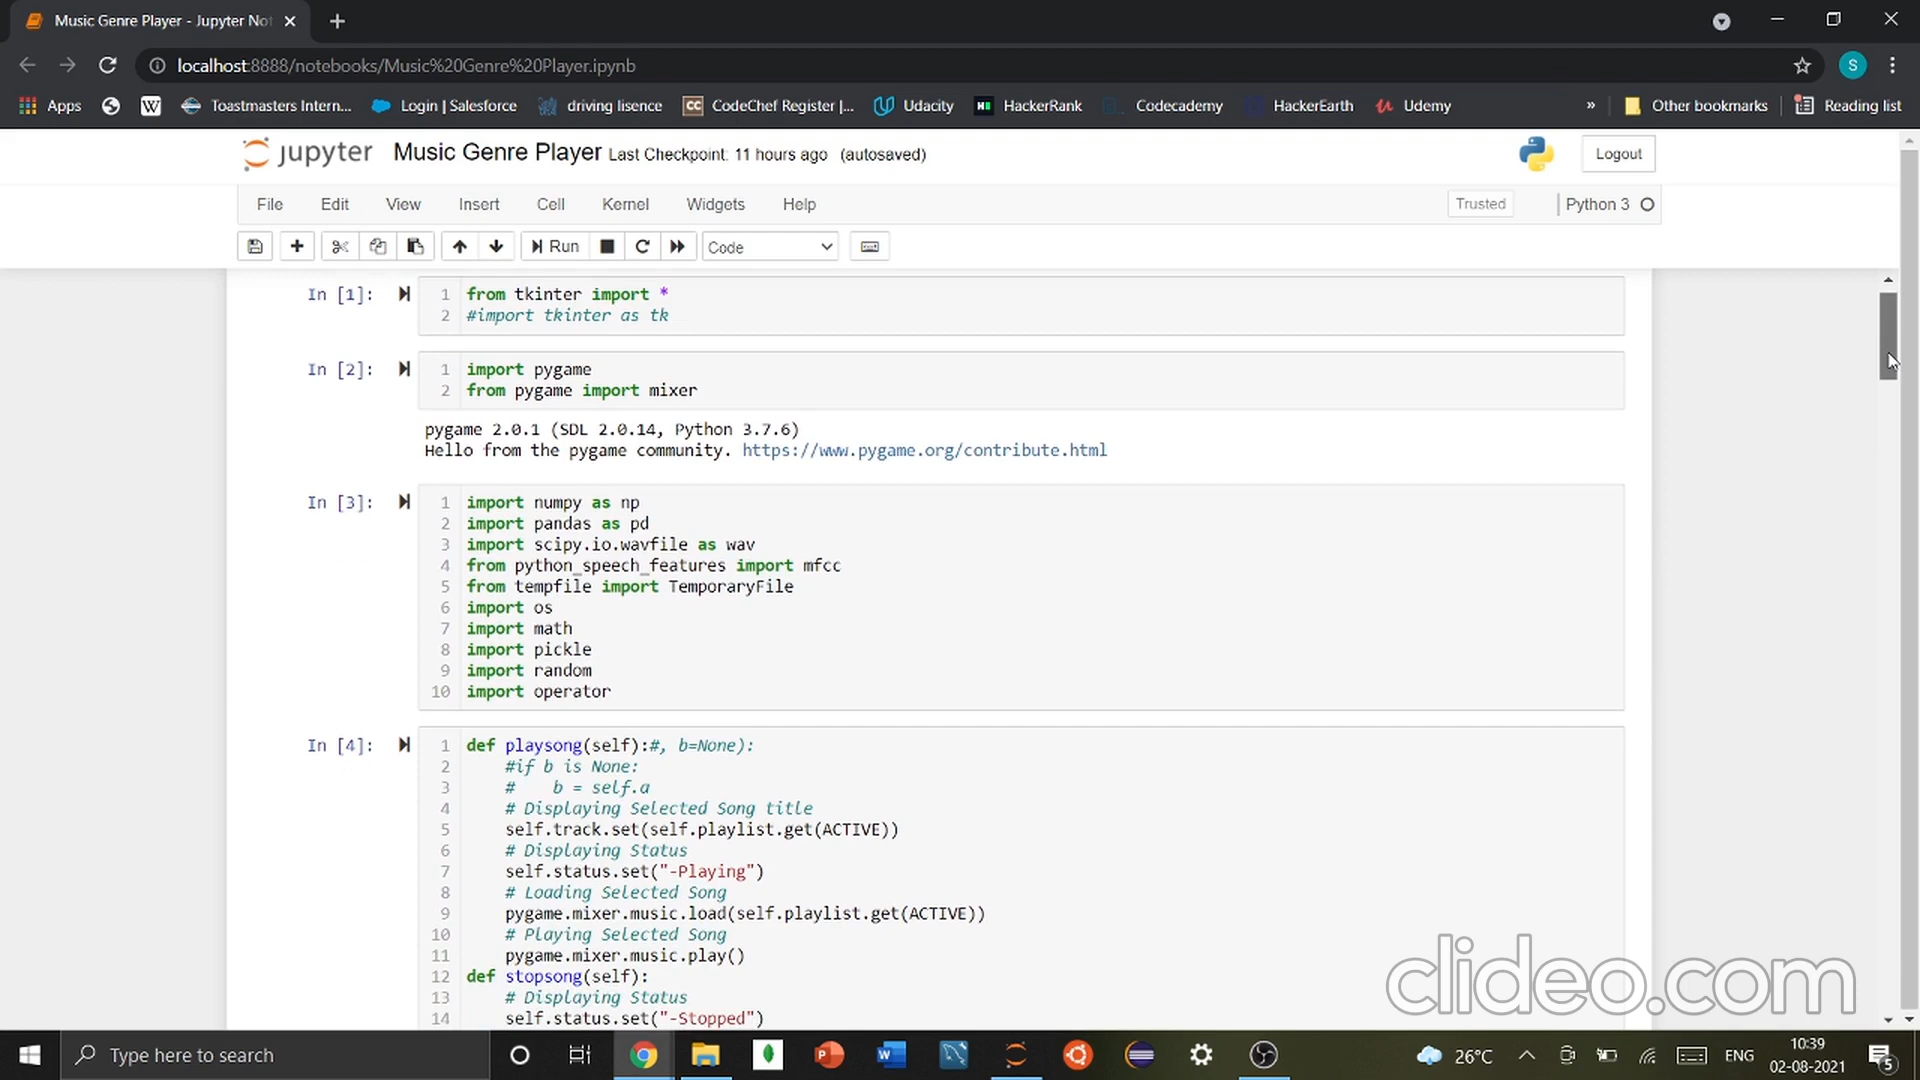 Music Genre Player - Jupyter Not
localhost:8888/notebooks/Music%20Genre%20Player.ipynb
S
Apps
W
Toastmasters Intern...
Login | Salesforce
driving lisence
CC
CodeChef Register |...
Udacity
HackerRank
Codecademy
HackerEarth
Udemy
»
Other bookmarks
Reading list
jupyter
Music Genre Player Last Checkpoint: 11 hours ago (autosaved)
Logout
File Edit View Insert Cell Kernel Widgets Help
Trusted
Python 3
Run
Code
In [1]:
1 from tkinter import *
2 #import tkinter as tk
In [2]:
1 import pygame
2 from pygame import mixer
pygame 2.0.1 (SDL 2.0.14, Python 3.7.6)
Hello from the pygame community. https://www.pygame.org/contribute.html
In [3]:
1 import numpy as np
2 import pandas as pd
3 import scipy.io.wavfile as wav
4 from python_speech_features import mfcc
5 from tempfile import TemporaryFile
6 import os
7 import math
8 import pickle
9 import random
10 import operator
In [4]:
1 def playsong(self):#, b=None):
2 #if b is None:
3 #    b = self.a
4 # Displaying Selected Song title
5 self.track.set(self.playlist.get(ACTIVE))
6 # Displaying Status
7 self.status.set("-Playing")
8 # Loading Selected Song
9 pygame.mixer.music.load(self.playlist.get(ACTIVE))
10 # Playing Selected Song
11 pygame.mixer.music.play()
12 def stopsong(self):
13 # Displaying Status
14 self.status.set("-Stopped")
clideo.com
Type here to search
26°C
ENG
10:39
02-08-2021
5